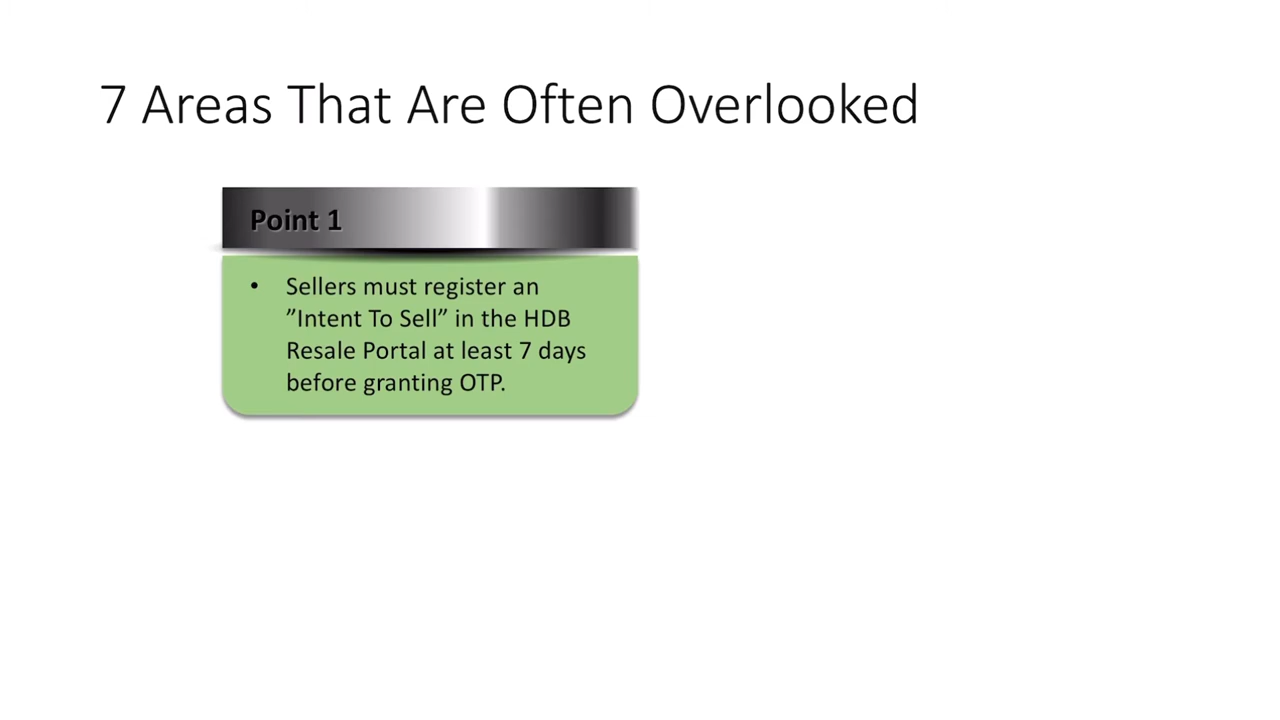 7 Areas That Are Often Overlooked
Point 1
• Sellers must register an
”Intent To Sell” in the HDB
Resale Portal at least 7 days
before granting OTP.